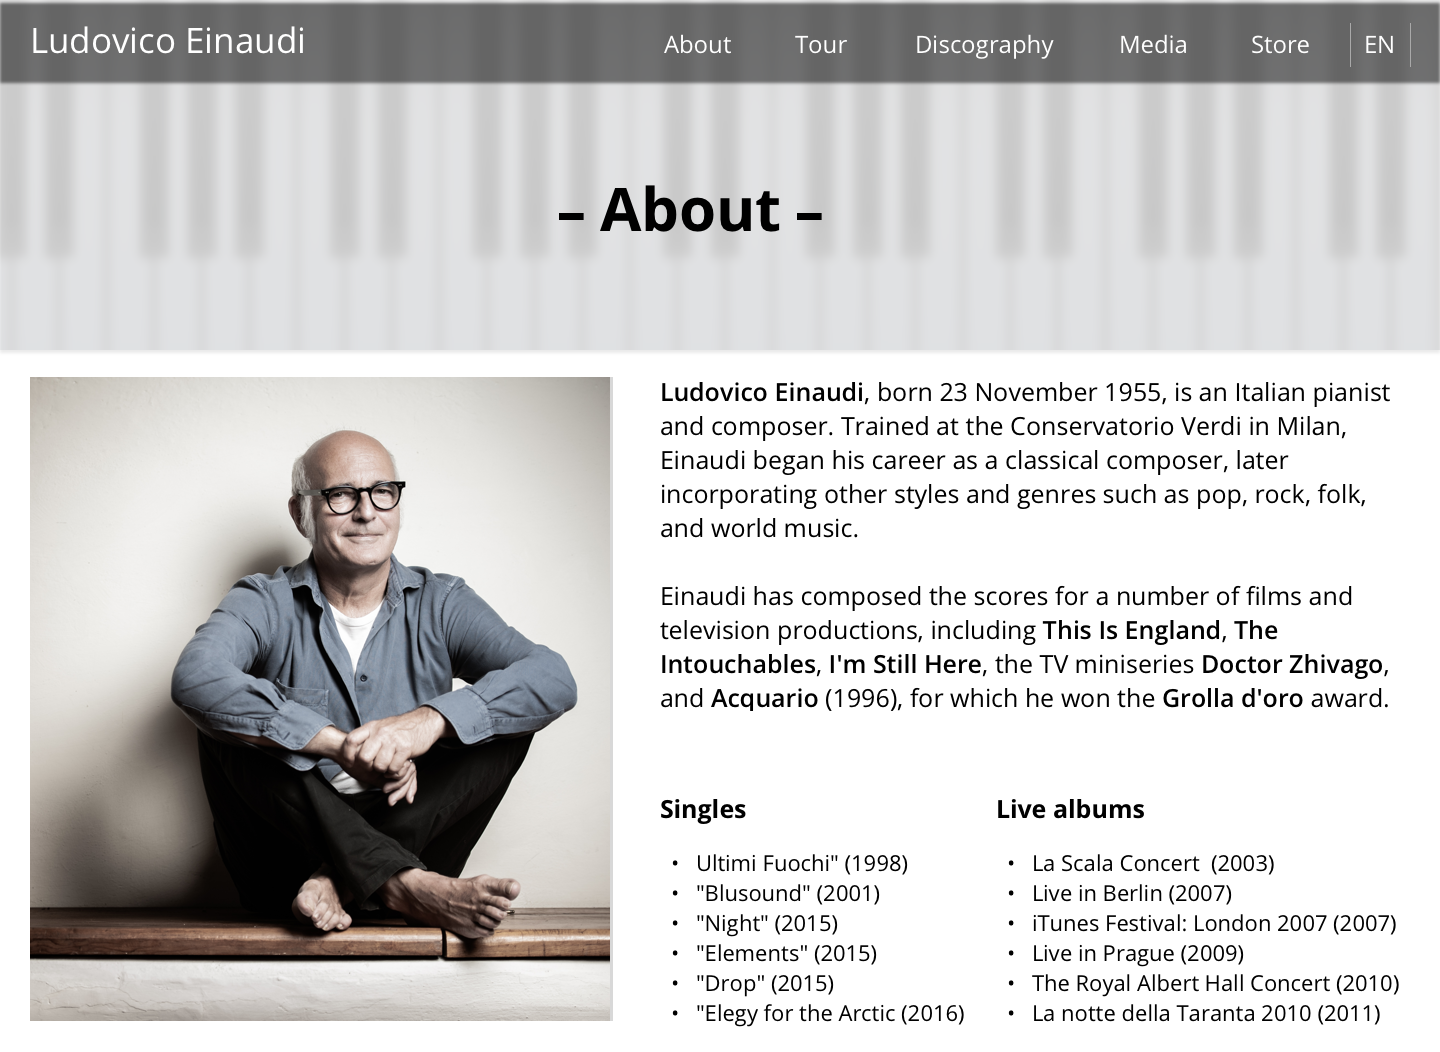 Ludovico Einaudi
About Tour Discography Media Store EN
– About –
Ludovico Einaudi, born 23 November 1955, is an Italian pianist
and composer. Trained at the Conservatorio Verdi in Milan,
Einaudi began his career as a classical composer, later
incorporating other styles and genres such as pop, rock, folk,
and world music.
Einaudi has composed the scores for a number of films and
television productions, including This Is England, The
Intouchables, I'm Still Here, the TV miniseries Doctor Zhivago,
and Acquario (1996), for which he won the Grolla d'oro award.
Singles
• Ultimi Fuochi" (1998)
• "Blusound" (2001)
• "Night" (2015)
• "Elements" (2015)
• "Drop" (2015)
• "Elegy for the Arctic (2016)
Live albums
• La Scala Concert  (2003)
• Live in Berlin (2007)
• iTunes Festival: London 2007 (2007)
• Live in Prague (2009)
• The Royal Albert Hall Concert (2010)
• La notte della Taranta 2010 (2011)